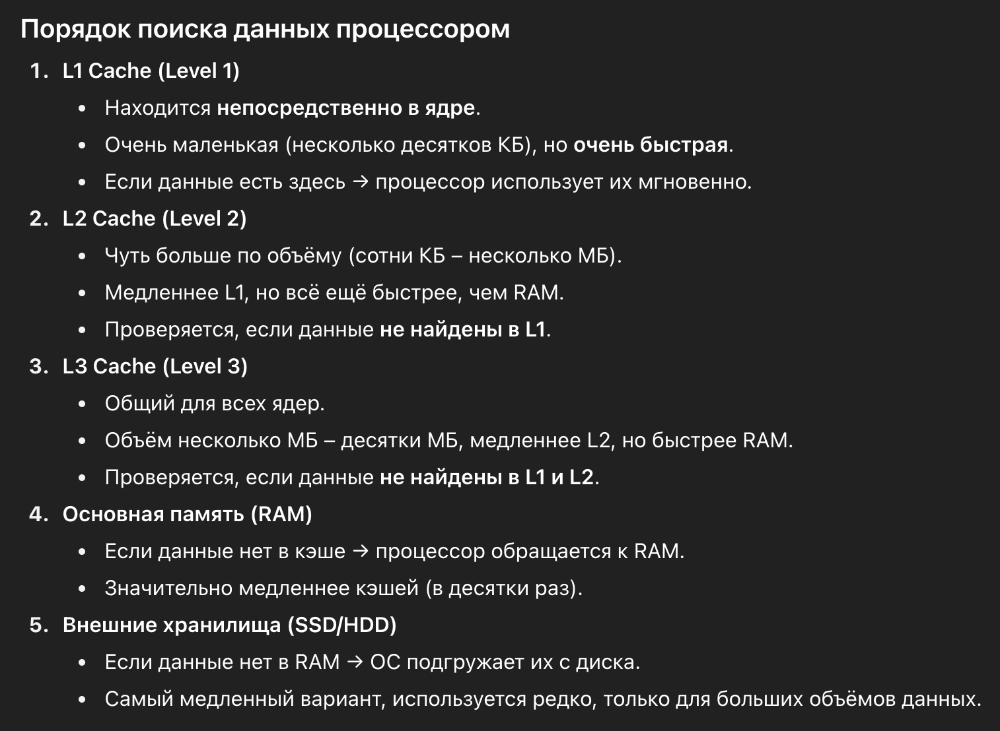 Порядок поиска данных процессором
1. L1 Cache (Level 1)
• Находится непосредственно в ядре.
• Очень маленькая (несколько десятков КБ), но очень быстрая.
• Если данные есть здесь → процессор использует их мгновенно.
2. L2 Cache (Level 2)
• Чуть больше по объёму (сотни КБ – несколько МБ).
• Медленнее L1, но всё ещё быстрее, чем RAM.
• Проверяется, если данные не найдены в L1.
3. L3 Cache (Level 3)
• Общий для всех ядер.
• Объём несколько МБ – десятки МБ, медленнее L2, но быстрее RAM.
• Проверяется, если данные не найдены в L1 и L2.
4. Основная память (RAM)
• Если данные нет в кэше → процессор обращается к RAM.
• Значительно медленнее кэшей (в десятки раз).
5. Внешние хранилища (SSD/HDD)
• Если данные нет в RAM → ОС подгружает их с диска.
• Самый медленный вариант, используется редко, только для больших объёмов данных.